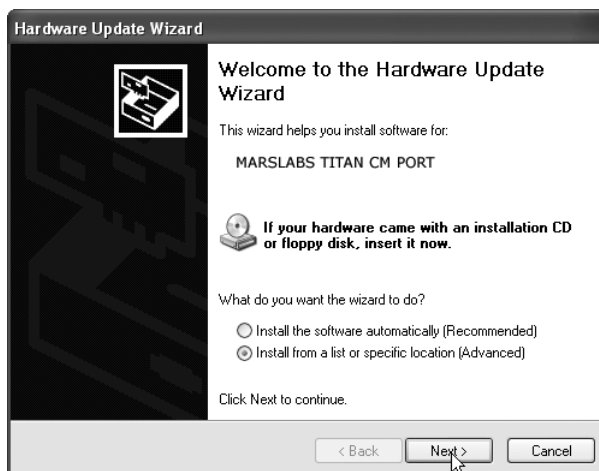 Hardware Update Wizard
Welcome to the Hardware Update
Wizard
This wizard helps you install software for:
MARSLABS TITAN CM PORT
If your hardware came with an installation CD
or floppy disk, insert it now.
What do you want the wizard to do?
Install the software automatically (Recommended)
Install from a list or specific location (Advanced)
Click Next to continue.
< Back
Next >
Cancel